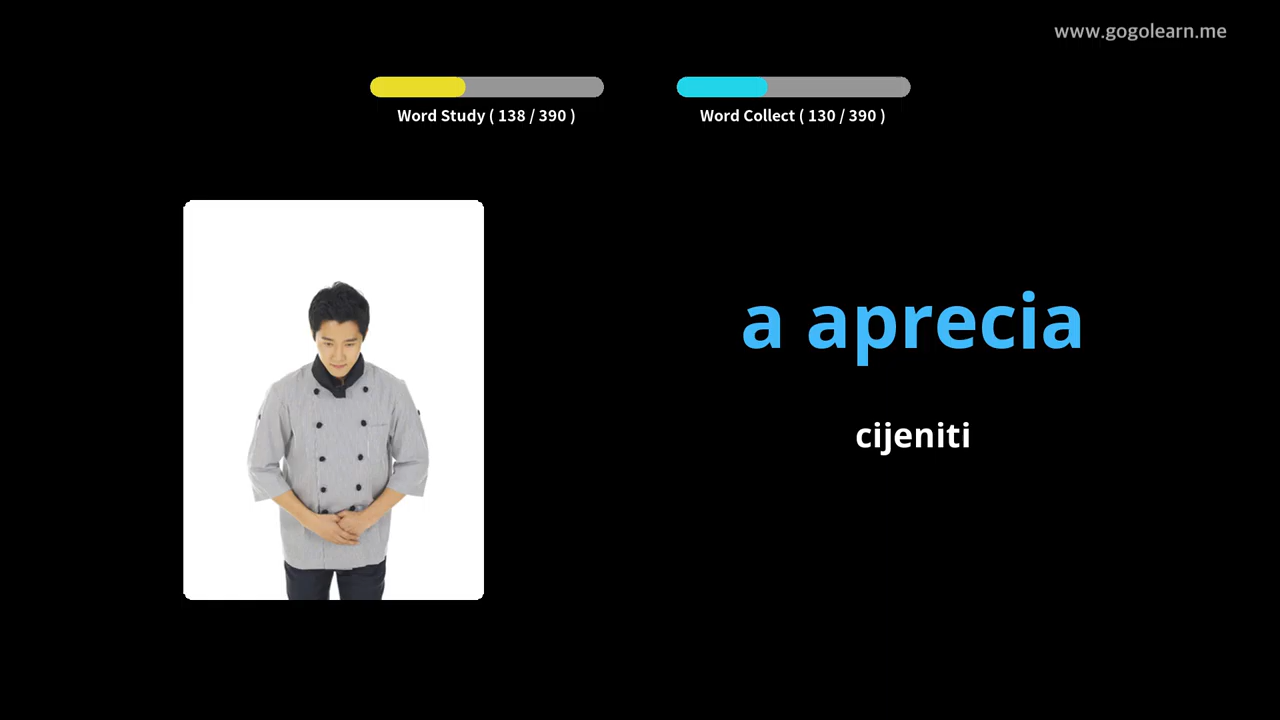 www.gogolearn.me
Word Study ( 138 / 390 )
Word Collect ( 130 / 390 )
a aprecia
cijeniti